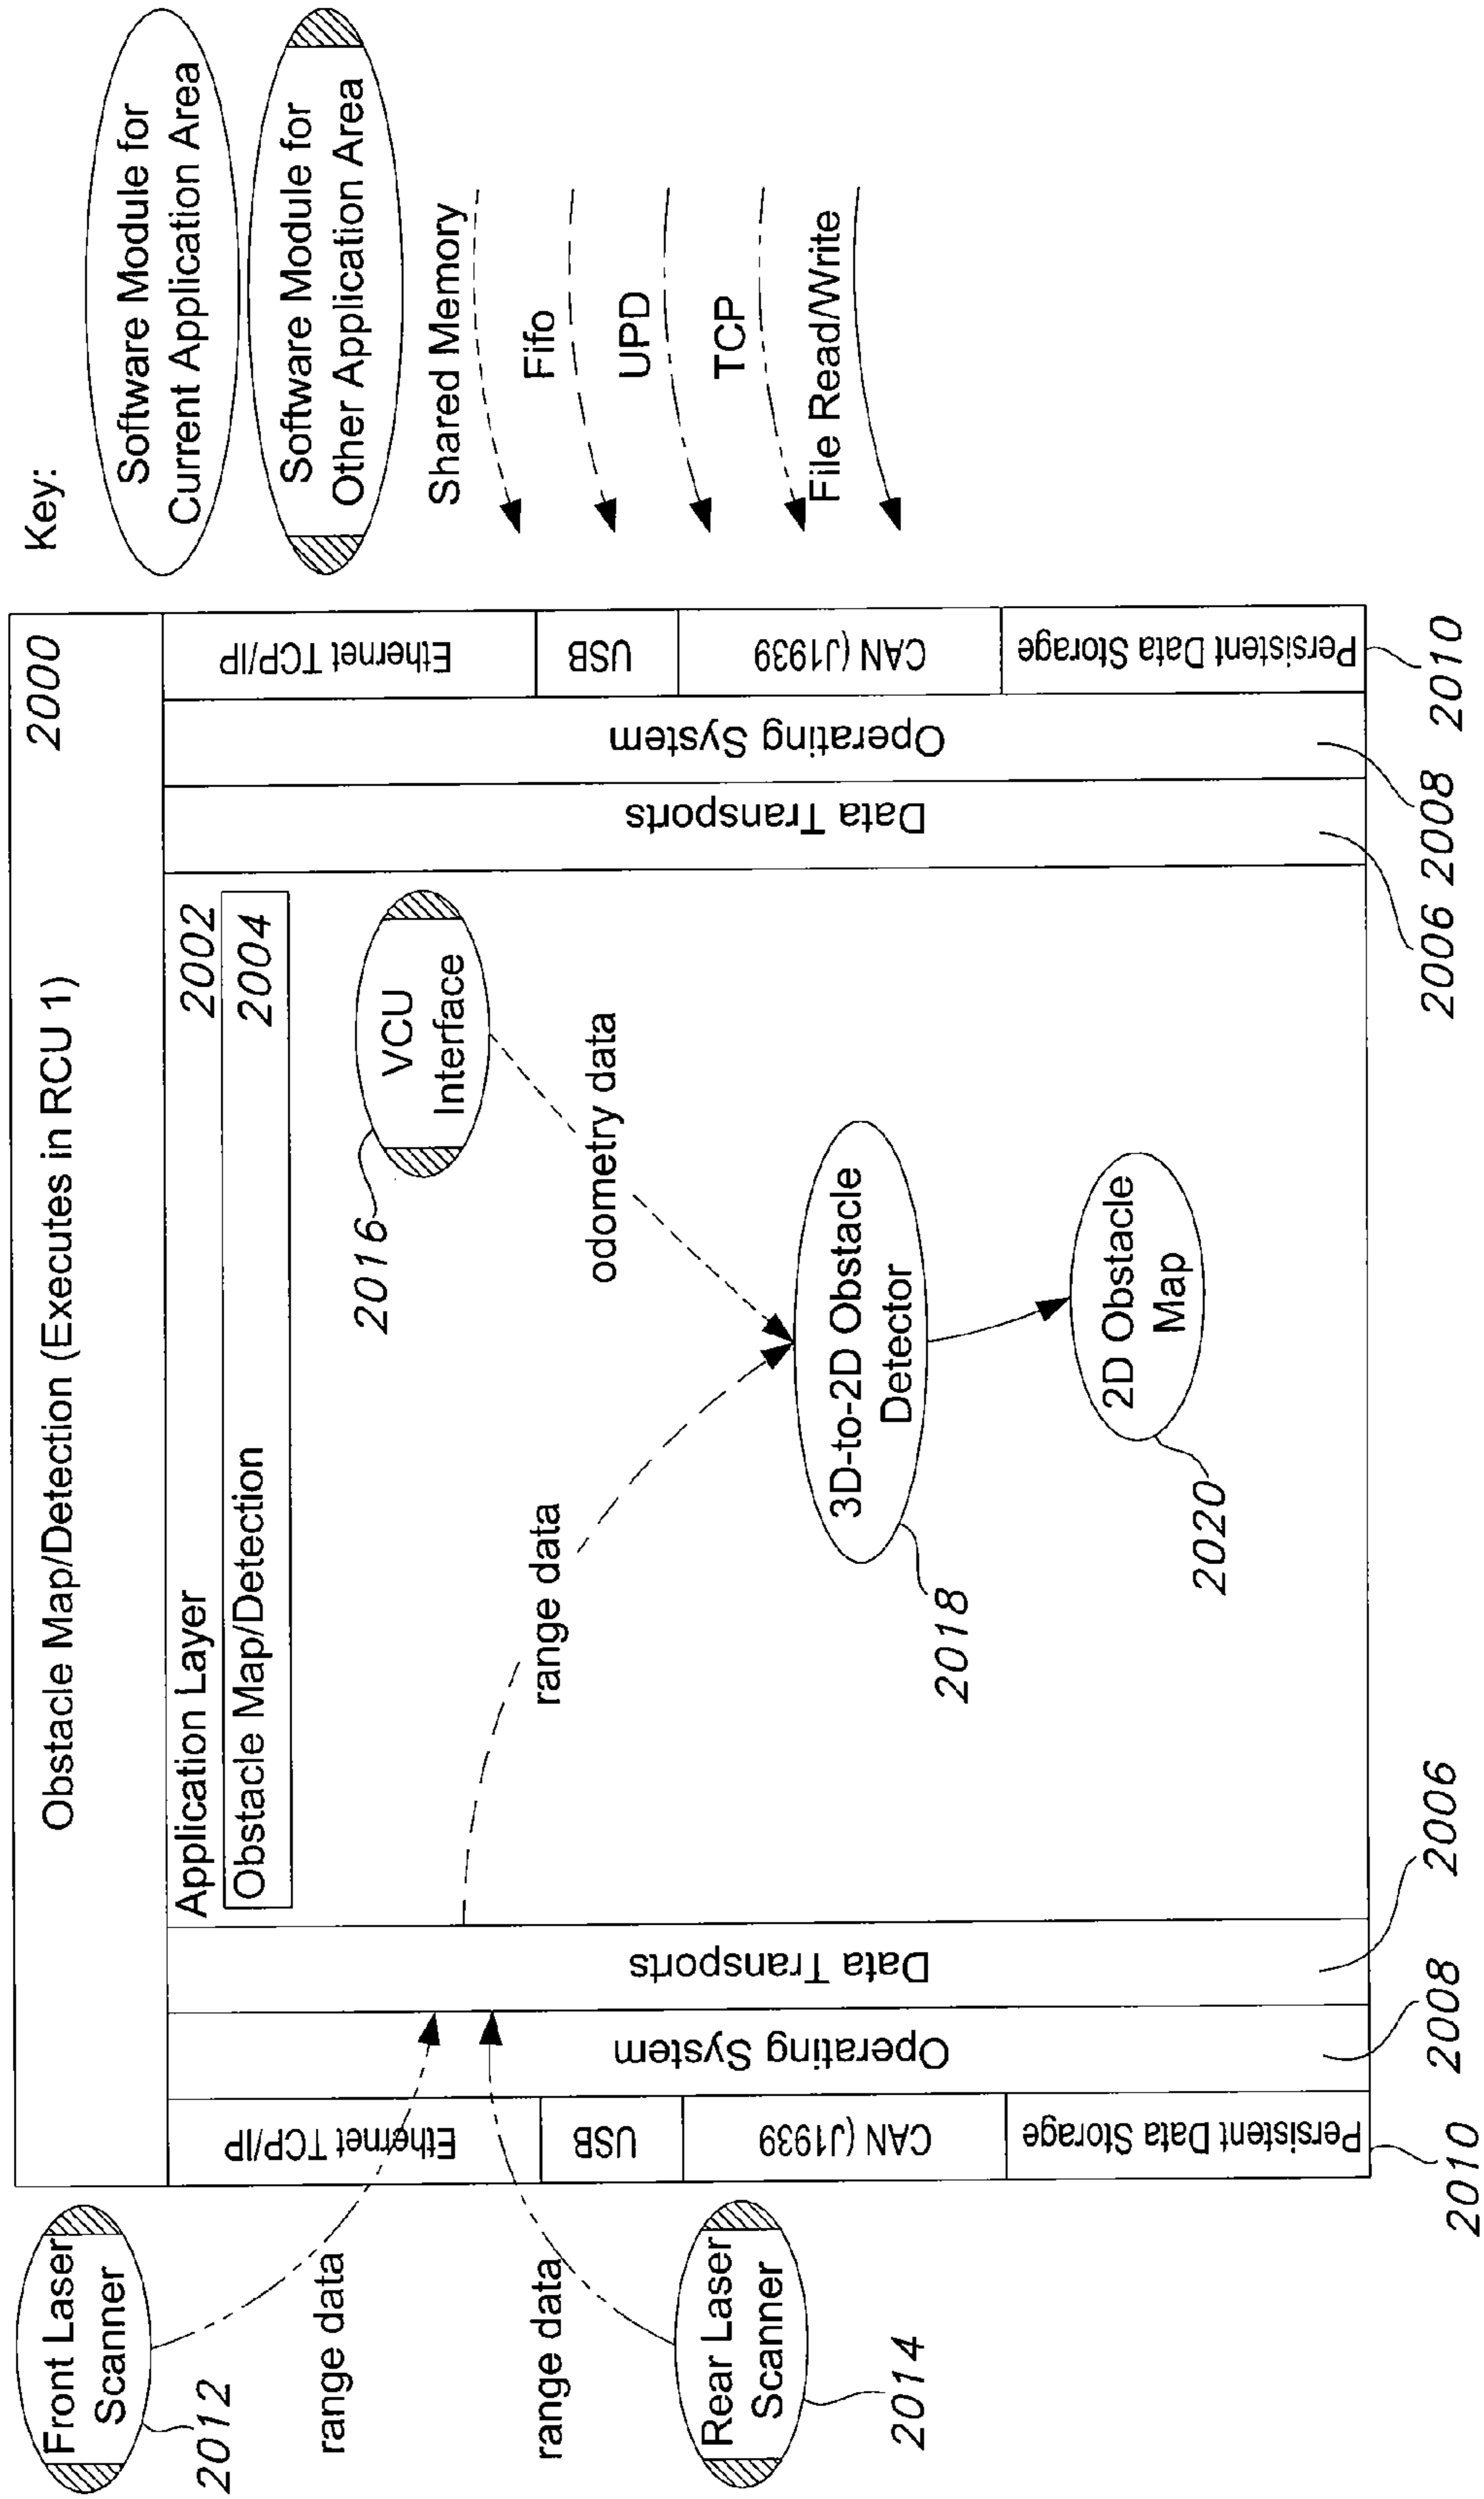 Obstacle Map/Detection (Executes in RCU 1)
2000
Application Layer
2002
Obstacle Map/Detection
2004
Front Laser
Scanner
2012
range data
range data
Rear Laser
Scanner
2014
Ethernet TCP/IP
USB
CAN (J1939
Persistent Data Storage
2010
Operating System
2008
Data Transports
2006
range data
VCU
Interface
2016
odometry data
3D-to-2D Obstacle
Detector
2018
2D Obstacle
Map
2020
Data Transports
2006
Operating System
2008
Ethernet TCP/IP
USB
CAN (J1939
Persistent Data Storage
2010
Key:
Software Module for
Current Application Area
Software Module for
Other Application Area
Shared Memory
Fifo
UPD
TCP
File Read/Write